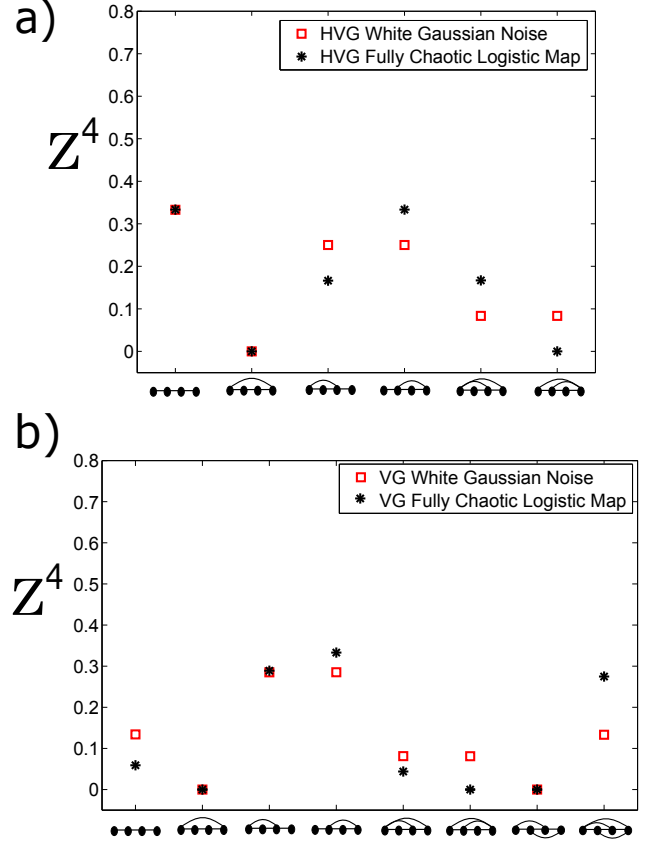 a)
0.8
HVG White Gaussian Noise
HVG Fully Chaotic Logistic Map
0.7
0.6
0.5
Z^4
0.4
0.3
0.2
0.1
0
b)
0.8
VG White Gaussian Noise
VG Fully Chaotic Logistic Map
0.7
0.6
0.5
Z^4
0.4
0.3
0.2
0.1
0